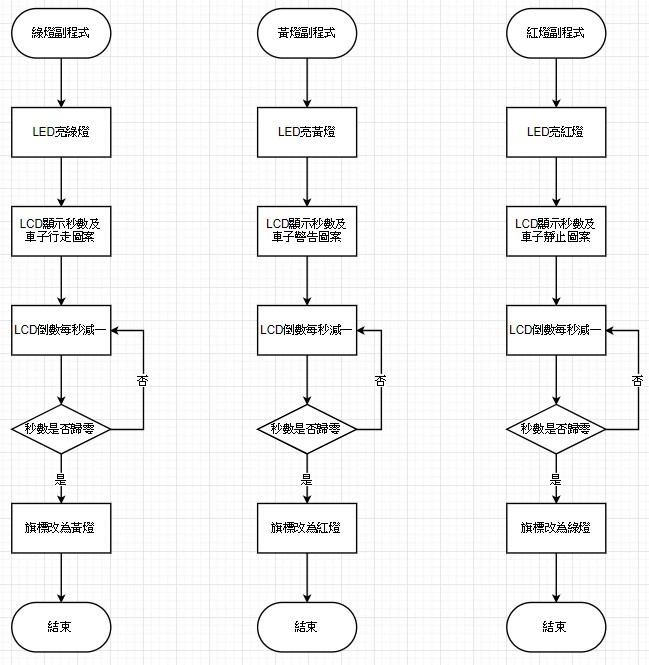 綠燈副程式
LED亮綠燈
LCD顯示秒數及
車子行走圖案
LCD倒數每秒減一
否
秒數是否歸零
是
旗標改為黃燈
結束
黃燈副程式
LED亮黃燈
LCD顯示秒數及
車子警告圖案
LCD倒數每秒減一
否
秒數是否歸零
是
旗標改為紅燈
結束
紅燈副程式
LED亮紅燈
LCD顯示秒數及
車子靜止圖案
LCD倒數每秒減一
否
秒數是否歸零
是
旗標改為綠燈
結束